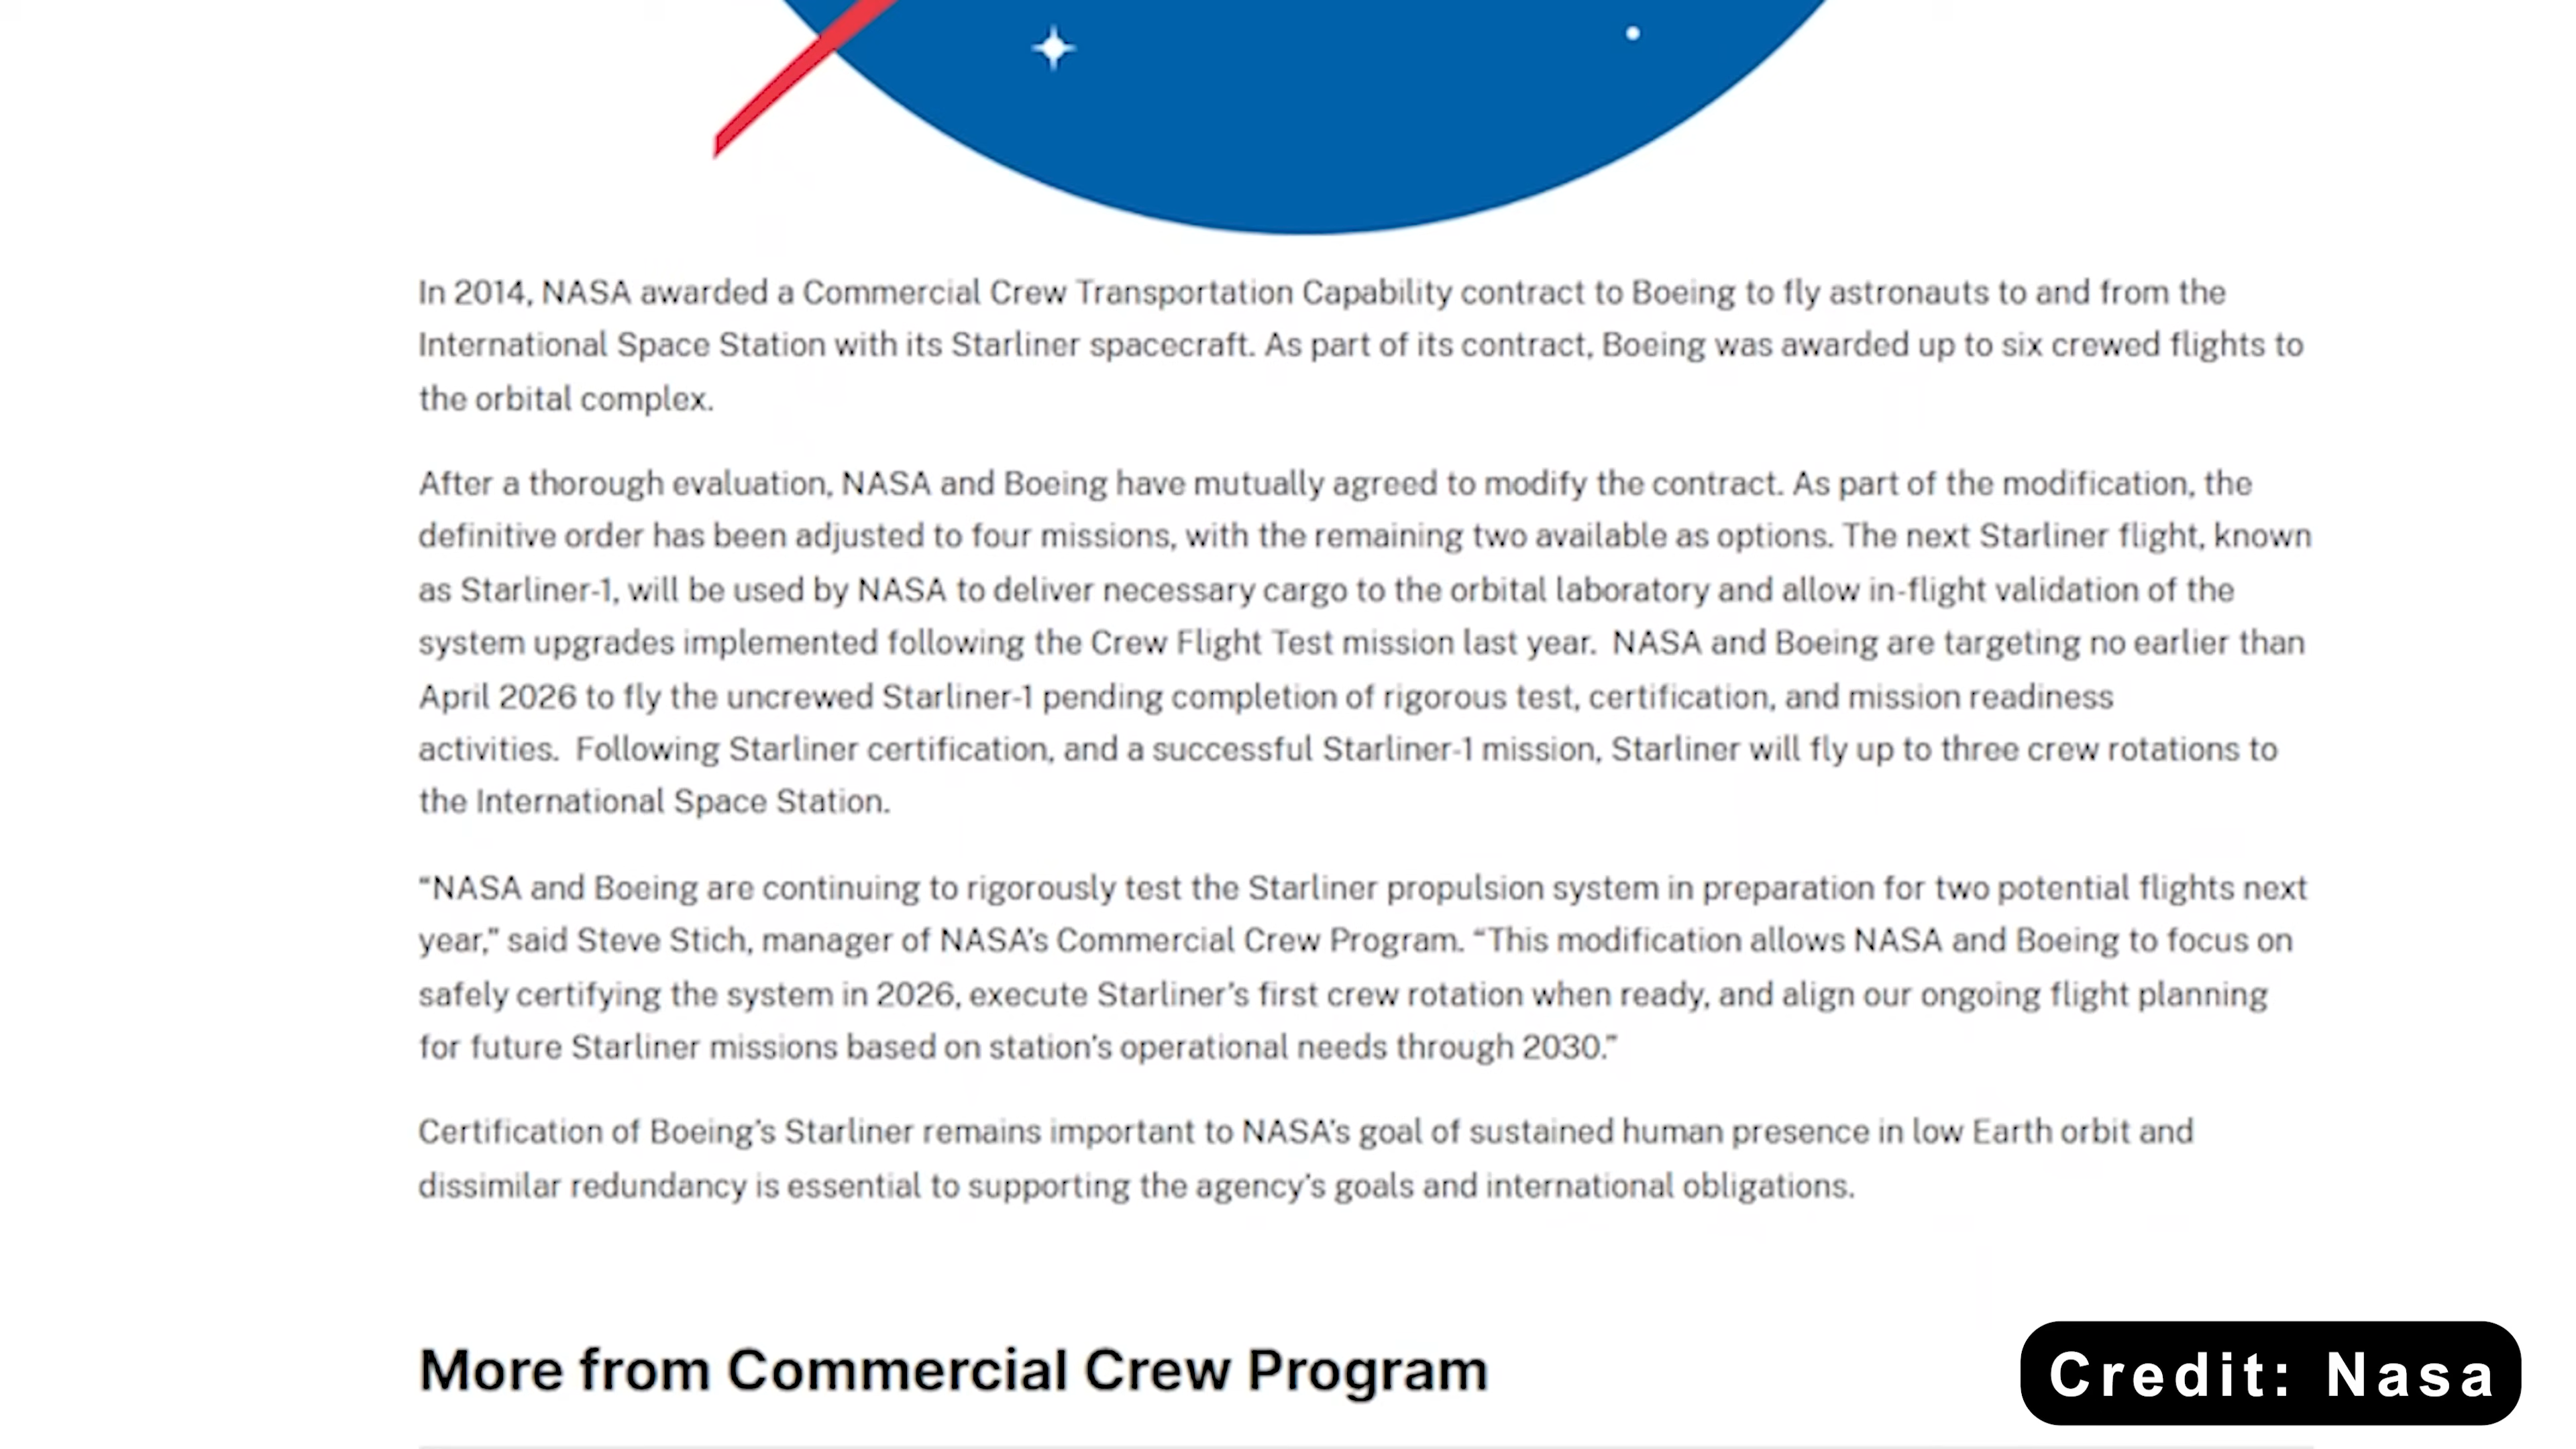 In 2014, NASA awarded a Commercial Crew Transportation Capability contract to Boeing to fly astronauts to and from the
International Space Station with its Starliner spacecraft. As part of its contract, Boeing was awarded up to six crewed flights to
the orbital complex.
After a thorough evaluation, NASA and Boeing have mutually agreed to modify the contract. As part of the modification, the
definitive order has been adjusted to four missions, with the remaining two available as options. The next Starliner flight, known
as Starliner-1, will be used by NASA to deliver necessary cargo to the orbital laboratory and allow in-flight validation of the
system upgrades implemented following the Crew Flight Test mission last year.  NASA and Boeing are targeting no earlier than
April 2026 to fly the uncrewed Starliner-1 pending completion of rigorous test, certification, and mission readiness
activities.  Following Starliner certification, and a successful Starliner-1 mission, Starliner will fly up to three crew rotations to
the International Space Station.
“NASA and Boeing are continuing to rigorously test the Starliner propulsion system in preparation for two potential flights next
year,” said Steve Stich, manager of NASA’s Commercial Crew Program. “This modification allows NASA and Boeing to focus on
safely certifying the system in 2026, execute Starliner’s first crew rotation when ready, and align our ongoing flight planning
for future Starliner missions based on station’s operational needs through 2030.”
Certification of Boeing’s Starliner remains important to NASA’s goal of sustained human presence in low Earth orbit and
dissimilar redundancy is essential to supporting the agency’s goals and international obligations.
More from Commercial Crew Program
Credit: Nasa